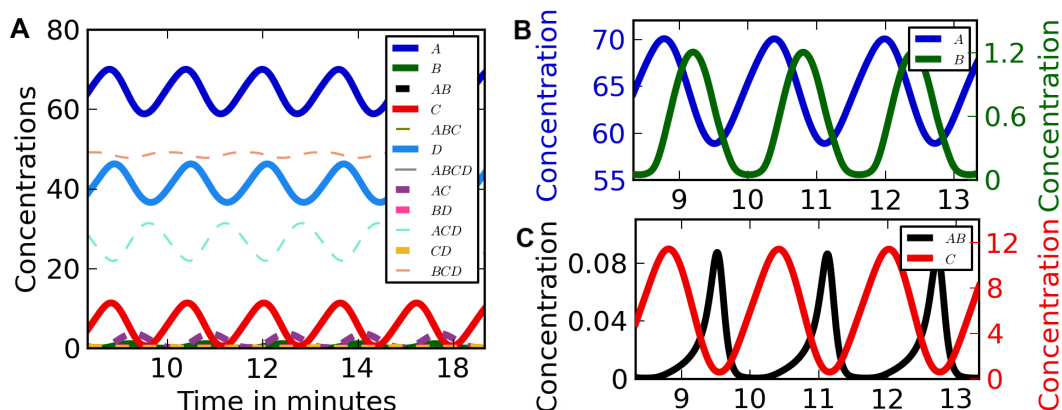 A
80
60
40
20
0
Concentrations
10
12
14
16
18
Time in minutes
A
B
AB
C
ABC
D
ABCD
AC
BD
ACD
CD
BCD
B
Concentration
70
65
60
55
9
10
11
12
13
1.2
0.6
0
Concentration
A
B
C
Concentration
0.08
0.04
0
9
10
11
12
13
12
8
4
0
Concentration
AB
C